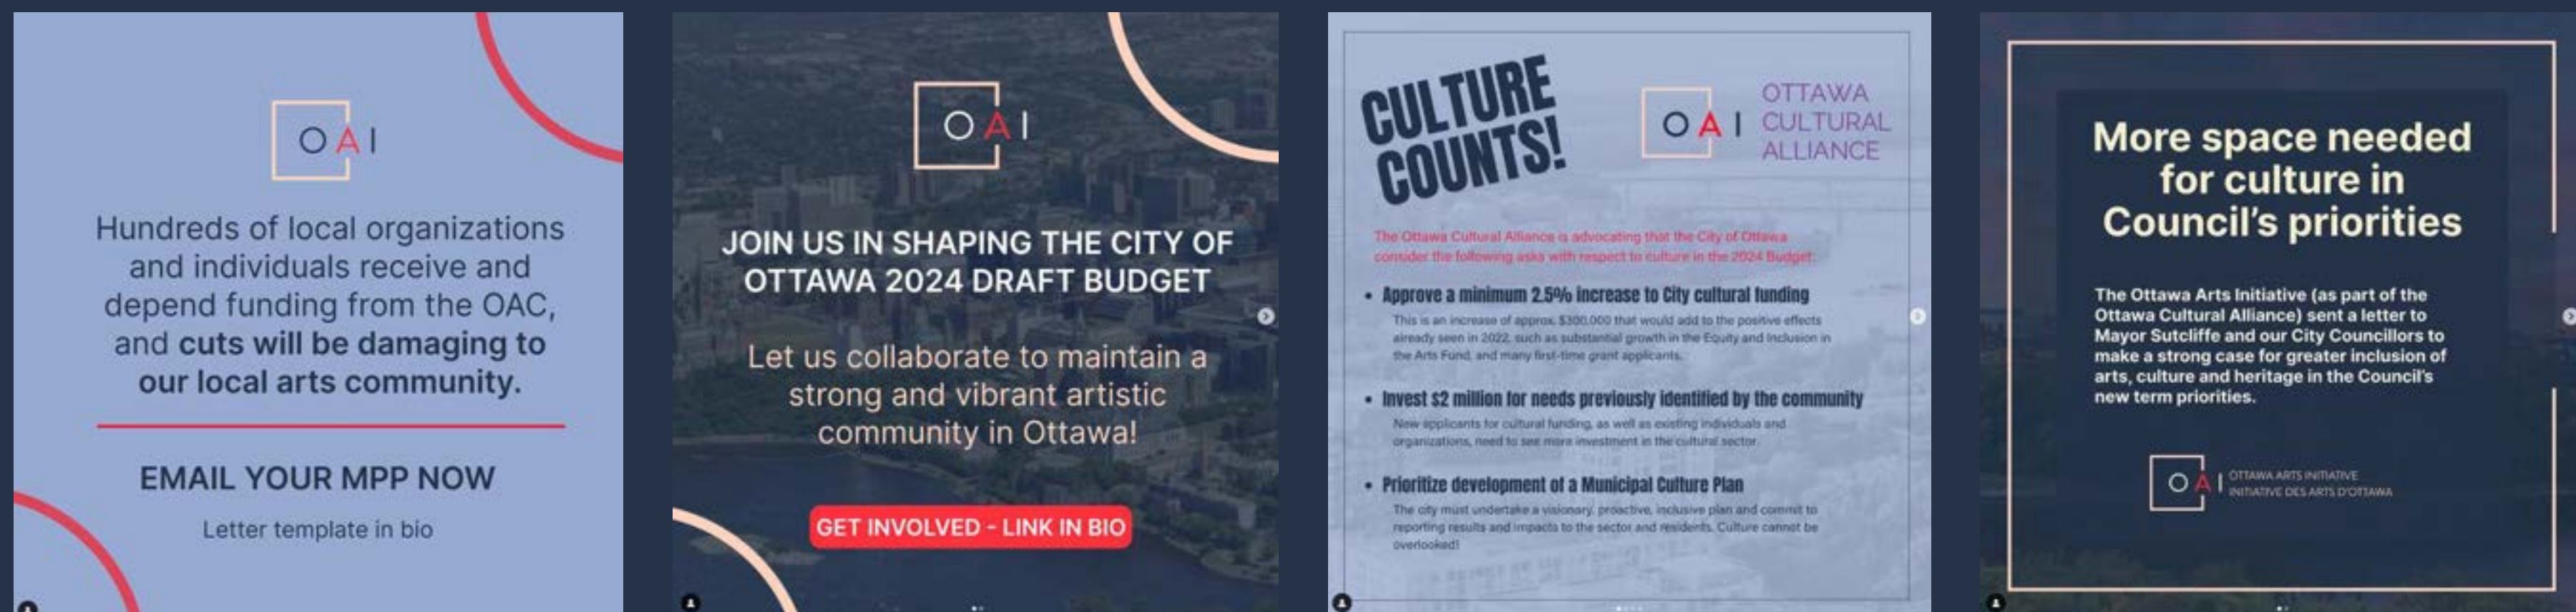 OAI
Hundreds of local organizations
and individuals receive and
depend funding from the OAC,
and cuts will be damaging to
our local arts community.
EMAIL YOUR MPP NOW
Letter template in bio
OAI
JOIN US IN SHAPING THE CITY OF
OTTAWA 2024 DRAFT BUDGET
Let us collaborate to maintain a
strong and vibrant artistic
community in Ottawa!
GET INVOLVED - LINK IN BIO
CULTURE
COUNTS!
OAI
OTTAWA
CULTURAL
ALLIANCE
The Ottawa Cultural Alliance is advocating that the City of Ottawa
consider the following asks with respect to culture in the 2024 Budget:
• Approve a minimum 2.5% increase to City cultural funding
This is an increase of approx. $300,000 that would add to the positive effects
already seen in 2022, such as substantial growth in the Equity and Inclusion in
the Arts Fund, and many first-time grant applicants.
• Invest $2 million for needs previously identified by the community
New applicants for cultural funding, as well as existing individuals and
organizations, need to see more investment in the cultural sector.
• Prioritize development of a Municipal Culture Plan
The city must undertake a visionary, proactive, inclusive plan and commit to
reporting results and impacts to the sector and residents. Culture cannot be
overlooked!
More space needed
for culture in
Council's priorities
The Ottawa Arts Initiative (as part of the
Ottawa Cultural Alliance) sent a letter to
Mayor Sutcliffe and our City Councillors to
make a strong case for greater inclusion of
arts, culture and heritage in the Council's
new term priorities.
OAI
OTTAWA ARTS INITIATIVE
INITIATIVE DES ARTS D'OTTAWA